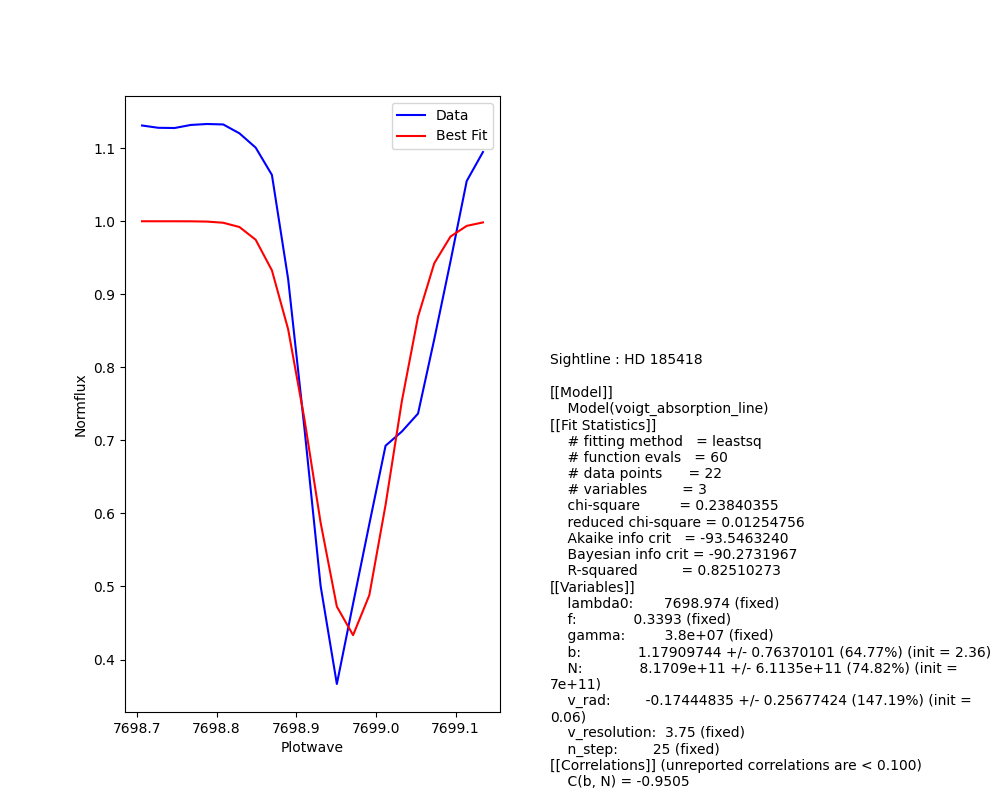 Data
Best Fit
1.1
1.0
0.9
0.8
0.7
0.6
0.5
0.4
Normflux
7698.7 7698.8 7698.9 7699.0 7699.1
Plotwave
Sightline : HD 185418
[[Model]]
Model(voigt_absorption_line)
[[Fit Statistics]]
# fitting method = leastsq
# function evals = 60
# data points = 22
# variables = 3
chi-square = 0.23840355
reduced chi-square = 0.01254756
Akaike info crit = -93.5463240
Bayesian info crit = -90.2731967
R-squared = 0.82510273
[[Variables]]
lambda0: 7698.974 (fixed)
f: 0.3393 (fixed)
gamma: 3.8e+07 (fixed)
b: 1.17909744 +/- 0.76370101 (64.77%) (init = 2.36)
N: 8.1709e+11 +/- 6.1135e+11 (74.82%) (init =
7e+11)
v_rad: -0.17444835 +/- 0.25677424 (147.19%) (init =
0.06)
v_resolution: 3.75 (fixed)
n_step: 25 (fixed)
[[Correlations]] (unreported correlations are < 0.100)
C(b, N) = -0.9505